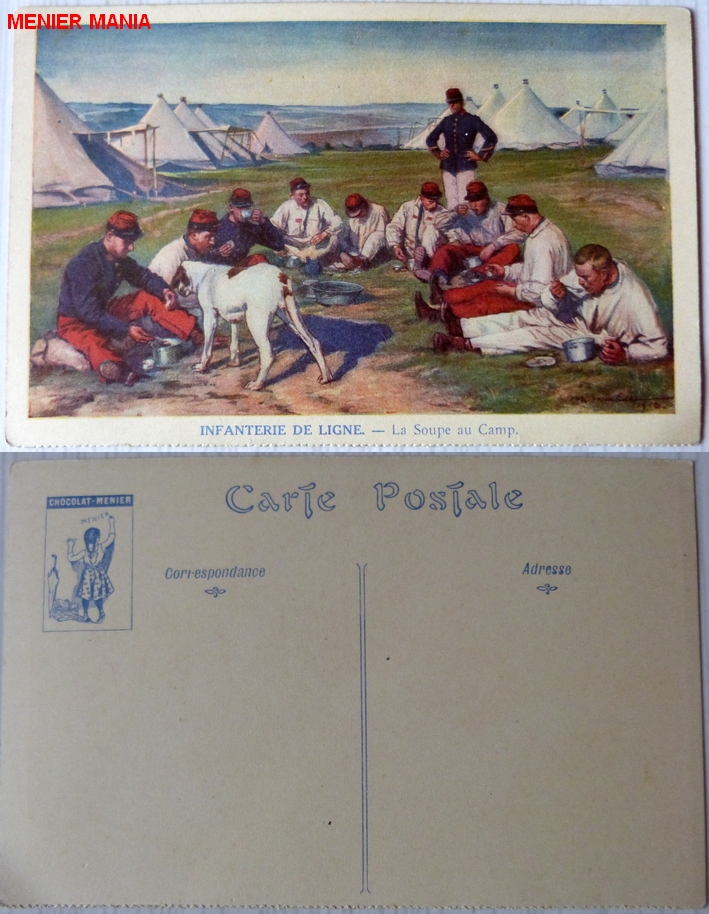 MENIER MANIA
INFANTERIE DE LIGNE. — La Soupe au Camp.
CHOCOLAT-MENIER
MENIER
Carte Postale
Correspondance
Adresse